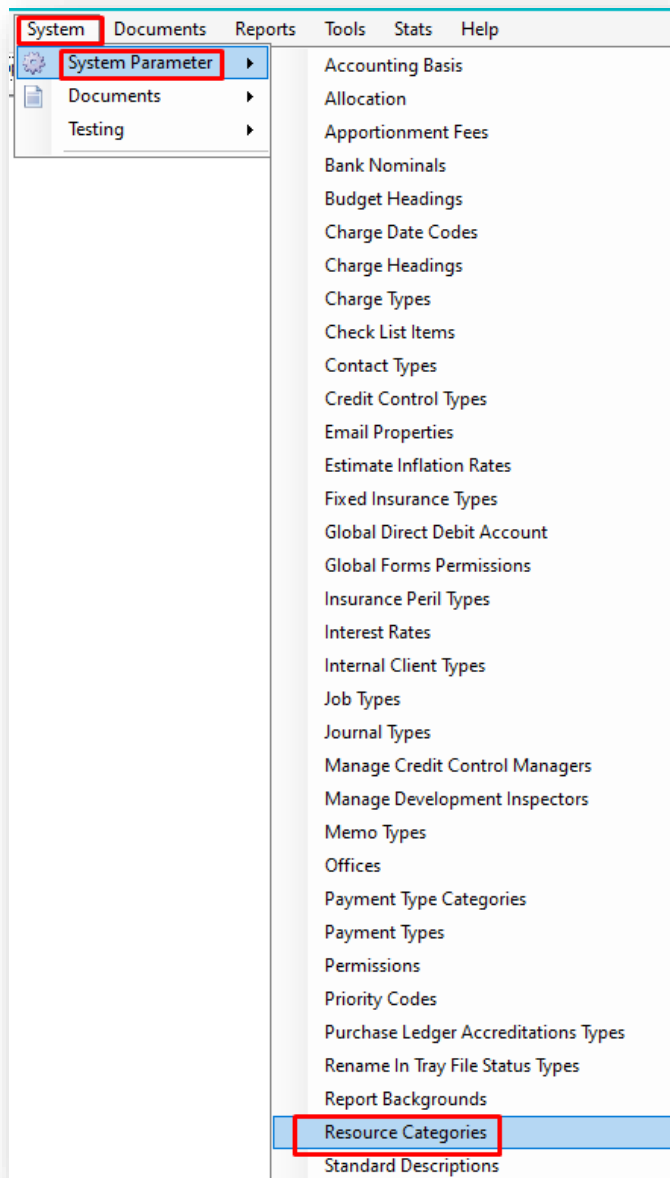 System Documents Reports Tools Stats Help
System Parameter
Documents
Testing
Accounting Basis
Allocation
Apportionment Fees
Bank Nominals
Budget Headings
Charge Date Codes
Charge Headings
Charge Types
Check List Items
Contact Types
Credit Control Types
Email Properties
Estimate Inflation Rates
Fixed Insurance Types
Global Direct Debit Account
Global Forms Permissions
Insurance Peril Types
Interest Rates
Internal Client Types
Job Types
Journal Types
Manage Credit Control Managers
Manage Development Inspectors
Memo Types
Offices
Payment Type Categories
Payment Types
Permissions
Priority Codes
Purchase Ledger Accreditations Types
Rename In Tray File Status Types
Report Backgrounds
Resource Categories
Standard Descriptions